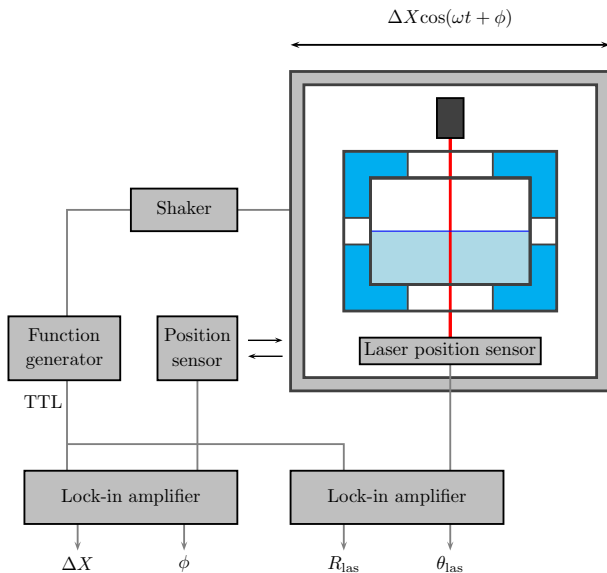 ΔXcos(ωt + ϕ)
Shaker
Function
generator
Position
sensor
Laser position sensor
TTL
Lock-in amplifier
Lock-in amplifier
ΔX
ϕ
R_las
θ_las